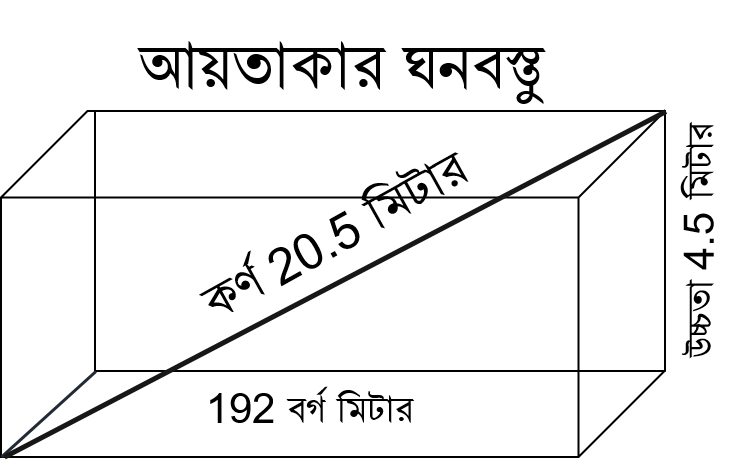 আয়তাকার ঘনবস্তু
কর্ণ 20.5 মিটার
উচ্চতা 4.5 মিটার
192 বর্গ মিটার